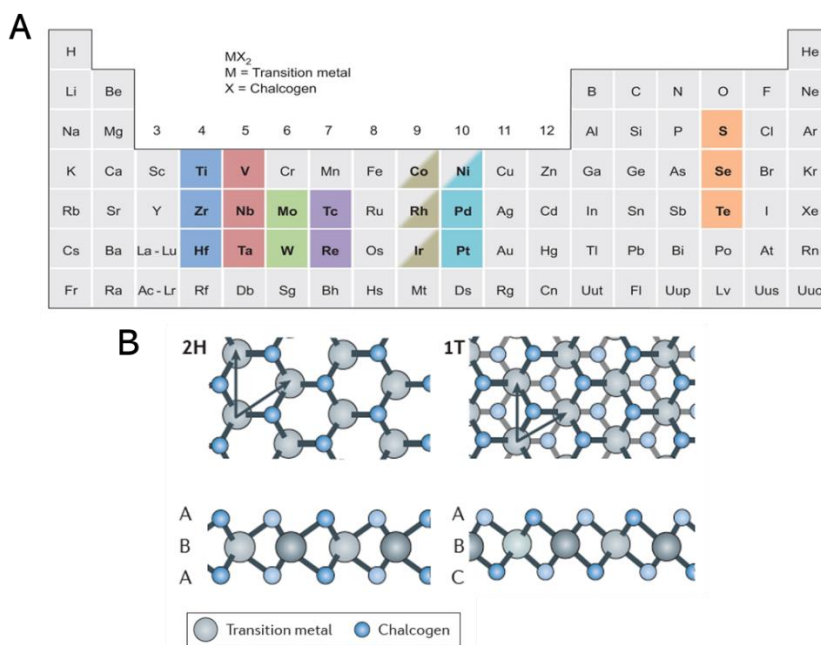 A
H He
MX2
M = Transition metal
X = Chalcogen
Li Be B C N O F Ne
Na Mg 3 4 5 6 7 8 9 10 11 12 Al Si P S Cl Ar
K Ca Sc Ti V Cr Mn Fe Co Ni Cu Zn Ga Ge As Se Br Kr
Rb Sr Y Zr Nb Mo Tc Ru Rh Pd Ag Cd In Sn Sb Te I Xe
Cs Ba La - Lu Hf Ta W Re Os Ir Pt Au Hg Tl Pb Bi Po At Rn
Fr Ra Ac - Lr Rf Db Sg Bh Hs Mt Ds Rg Cn Uut Fl Uup Lv Uus Uuo
B
2H 1T
A A
B B
A C
Transition metal Chalcogen